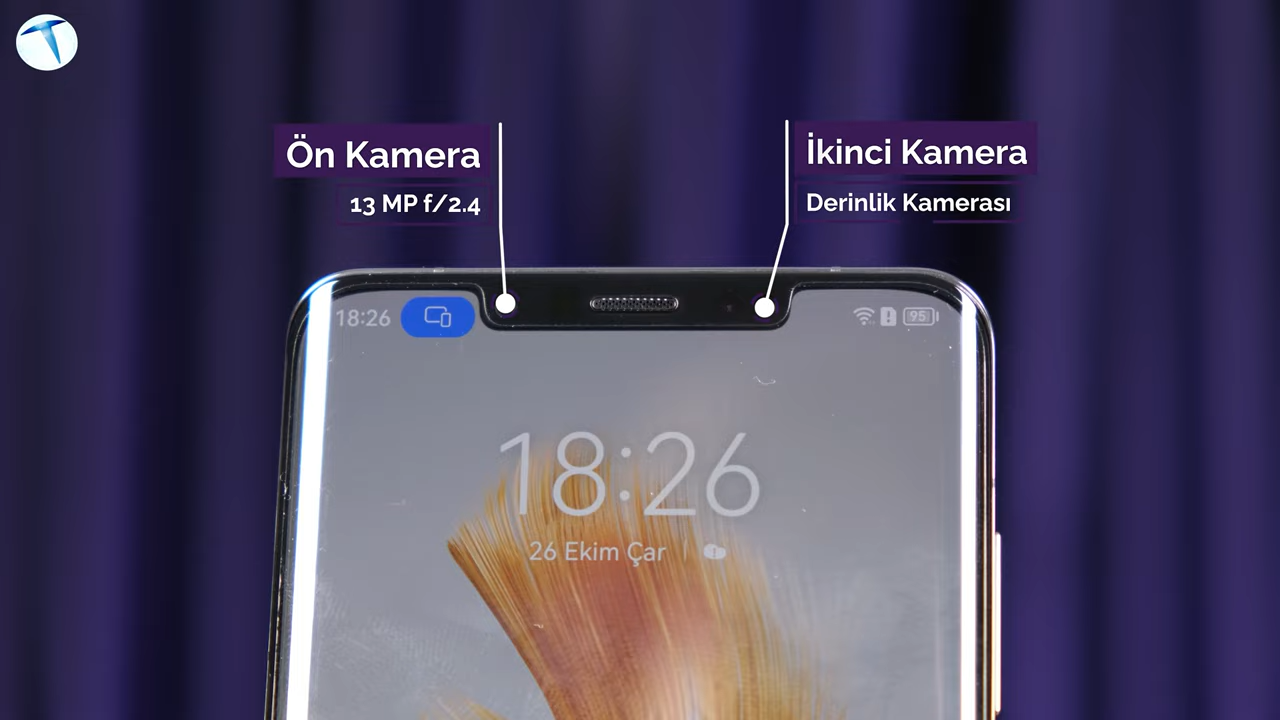 Ön Kamera
13 MP f/2.4
İkinci Kamera
Derinlik Kamerası
18:26
95
18:26
26 Ekim Çar